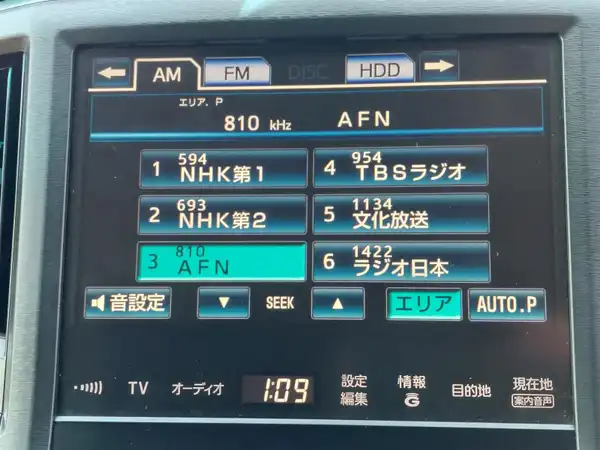 AM FM DISC HDD
エリア. P
810 kHz AFN
1 594 NHK第1
4 954 TBSラジオ
2 693 NHK第2
5 1134 文化放送
3 810 AFN
6 1422 ラジオ日本
音設定 ▼ SEEK ▲ エリア AUTO.P
TV オーディオ 1:09 設定編集 情報G 目的地 現在地
案内音声